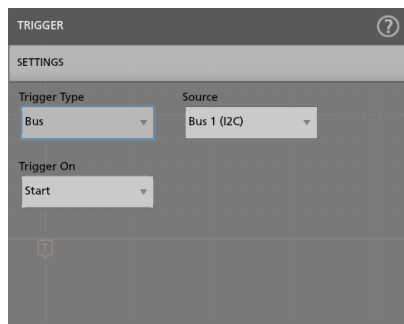 TRIGGER ?
SETTINGS
Trigger Type Source
Bus Bus 1 (I2C)
Trigger On
Start
T